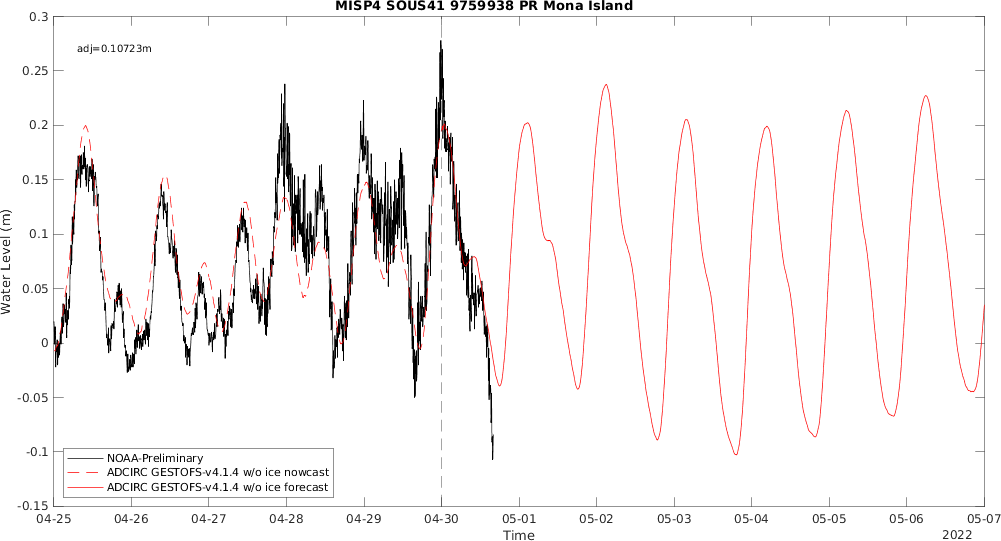 MISP4 SOUS41 9759938 PR Mona Island
adj=0.10723m
0.3
0.25
0.2
0.15
0.1
0.05
0
-0.05
-0.1
-0.15
Water Level (m)
NOAA-Preliminary
ADCIRC GESTOFS-v4.1.4 w/o ice nowcast
ADCIRC GESTOFS-v4.1.4 w/o ice forecast
04-25 04-26 04-27 04-28 04-29 04-30 05-01 05-02 05-03 05-04 05-05 05-06 05-07
Time
2022